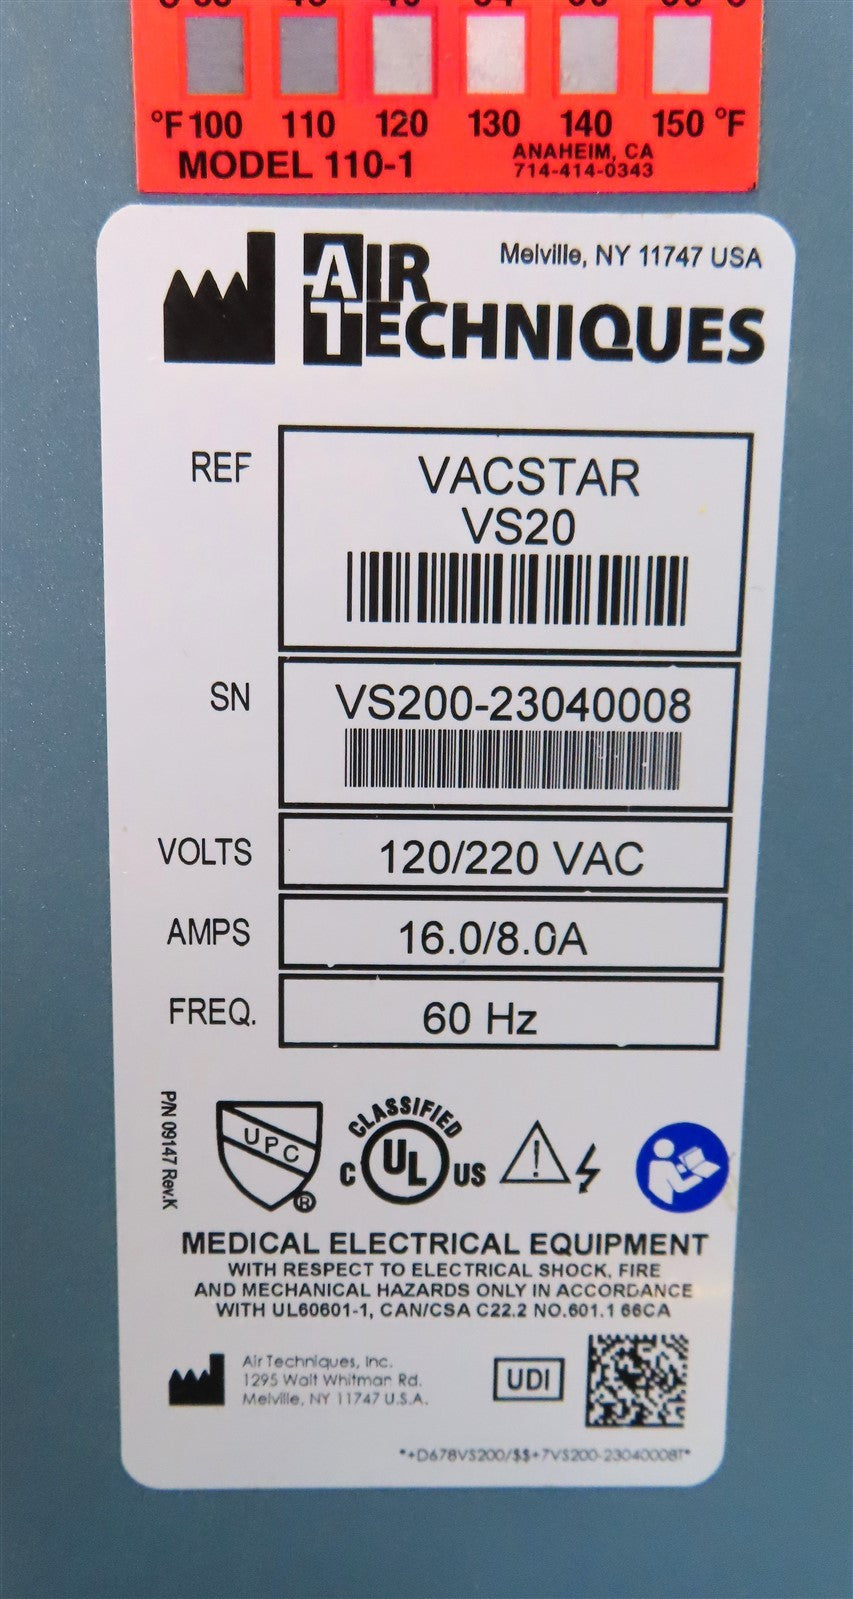 °F 100 110 120 130 140 150 °F
MODEL 110-1
ANAHEIM, CA
714-414-0343
AIR
TECHNIQUES
Melville, NY 11747 USA
REF
VACSTAR
VS20
SN
VS200-23040008
VOLTS
120/220 VAC
AMPS
16.0/8.0A
FREQ.
60 Hz
P/N 09147 Rev.K
UPC
®
CLASSIFIED
C UL US
MEDICAL ELECTRICAL EQUIPMENT
WITH RESPECT TO ELECTRICAL SHOCK, FIRE
AND MECHANICAL HAZARDS ONLY IN ACCORDANCE
WITH UL60601-1, CAN/CSA C22.2 NO.601.1 66CA
Air Techniques, Inc.
1295 Walt Whitman Rd.
Melville, NY 11747 U.S.A.
UDI
*+D678VS200/$$+7VS200-23040008T*